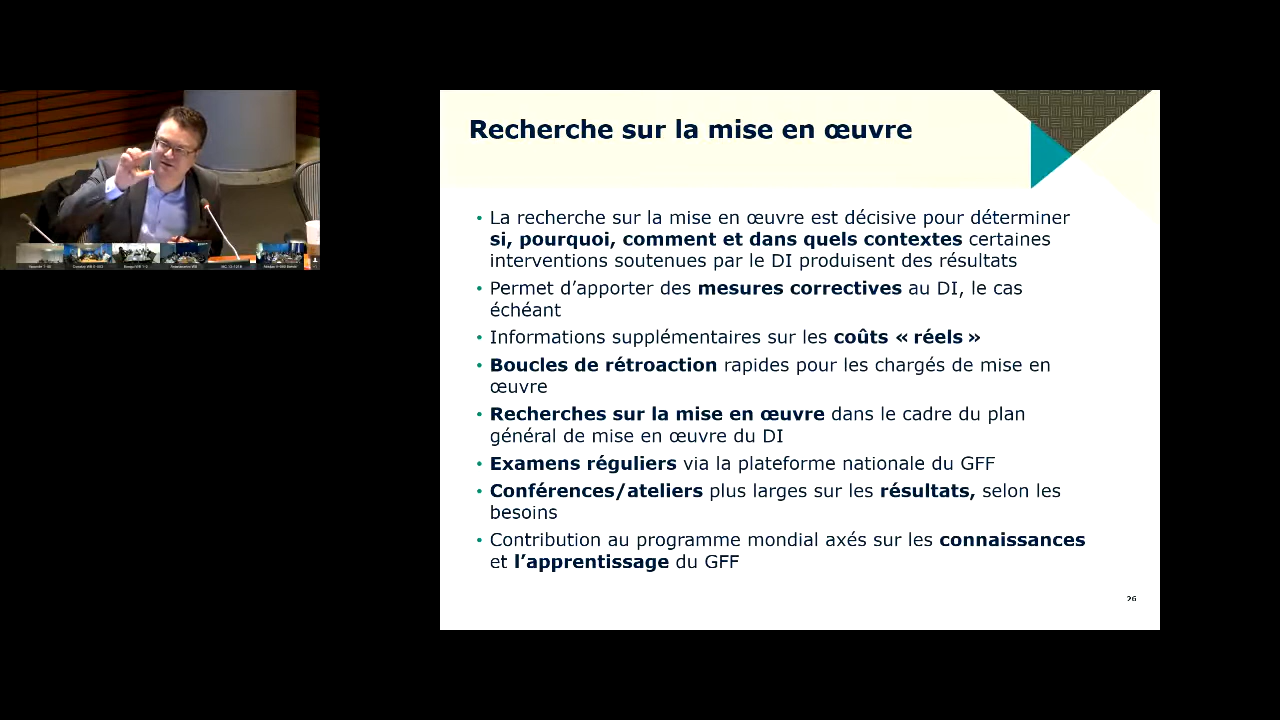 Recherche sur la mise en œuvre
• La recherche sur la mise en œuvre est décisive pour déterminer
si, pourquoi, comment et dans quels contextes certaines
interventions soutenues par le DI produisent des résultats
• Permet d’apporter des mesures correctives au DI, le cas
échéant
• Informations supplémentaires sur les coûts « réels »
• Boucles de rétroaction rapides pour les chargés de mise en
œuvre
• Recherches sur la mise en œuvre dans le cadre du plan
général de mise en œuvre du DI
• Examens réguliers via la plateforme nationale du GFF
• Conférences/ateliers plus larges sur les résultats, selon les
besoins
• Contribution au programme mondial axés sur les connaissances
et l’apprentissage du GFF
26